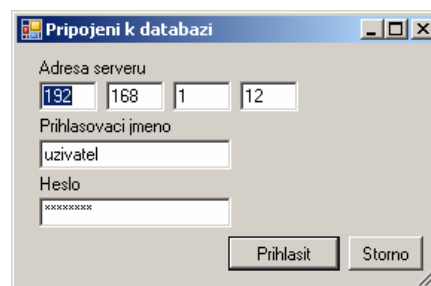 Pripojeni k databazi
Adresa serveru
192 168 1 12
Prihlasovaci jmeno
uzivatel
Heslo
********
Prihlasit Storno